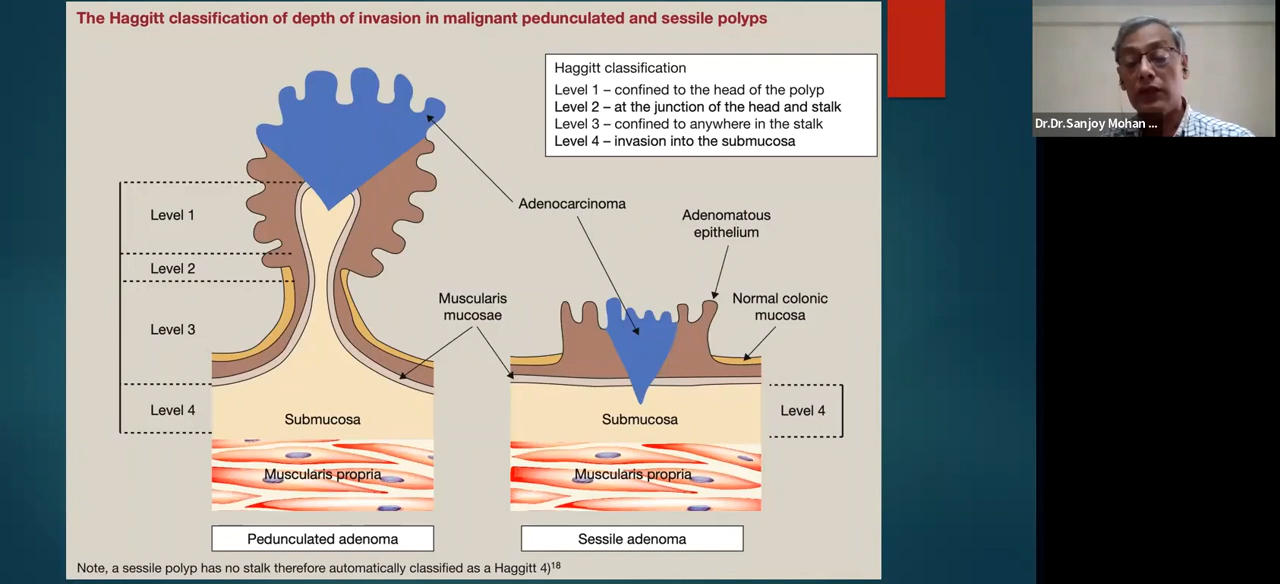 The Haggitt classification of depth of invasion in malignant pedunculated and sessile polyps
Haggitt classification
Level 1 – confined to the head of the polyp
Level 2 – at the junction of the head and stalk
Level 3 – confined to anywhere in the stalk
Level 4 – invasion into the submucosa
Dr.Dr.Sanjoy Mohan ...
Level 1
Level 2
Level 3
Level 4
Adenocarcinoma
Adenomatous
epithelium
Muscularis
mucosae
Normal colonic
mucosa
Level 4
Submucosa
Submucosa
Muscularis propria
Muscularis propria
Pedunculated adenoma
Sessile adenoma
Note, a sessile polyp has no stalk therefore automatically classified as a Haggitt 4)18